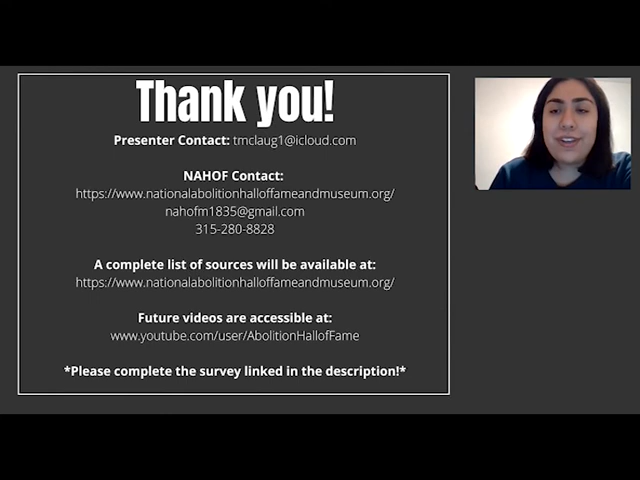 Thank you!
Presenter Contact: tmclaug1@icloud.com
NAHOF Contact:
https://www.nationalabolitionhalloffameandmuseum.org/
nahofm1835@gmail.com
315-280-8828
A complete list of sources will be available at:
https://www.nationalabolitionhalloffameandmuseum.org/
Future videos are accessible at:
www.youtube.com/user/AbolitionHallofFame
*Please complete the survey linked in the description!*